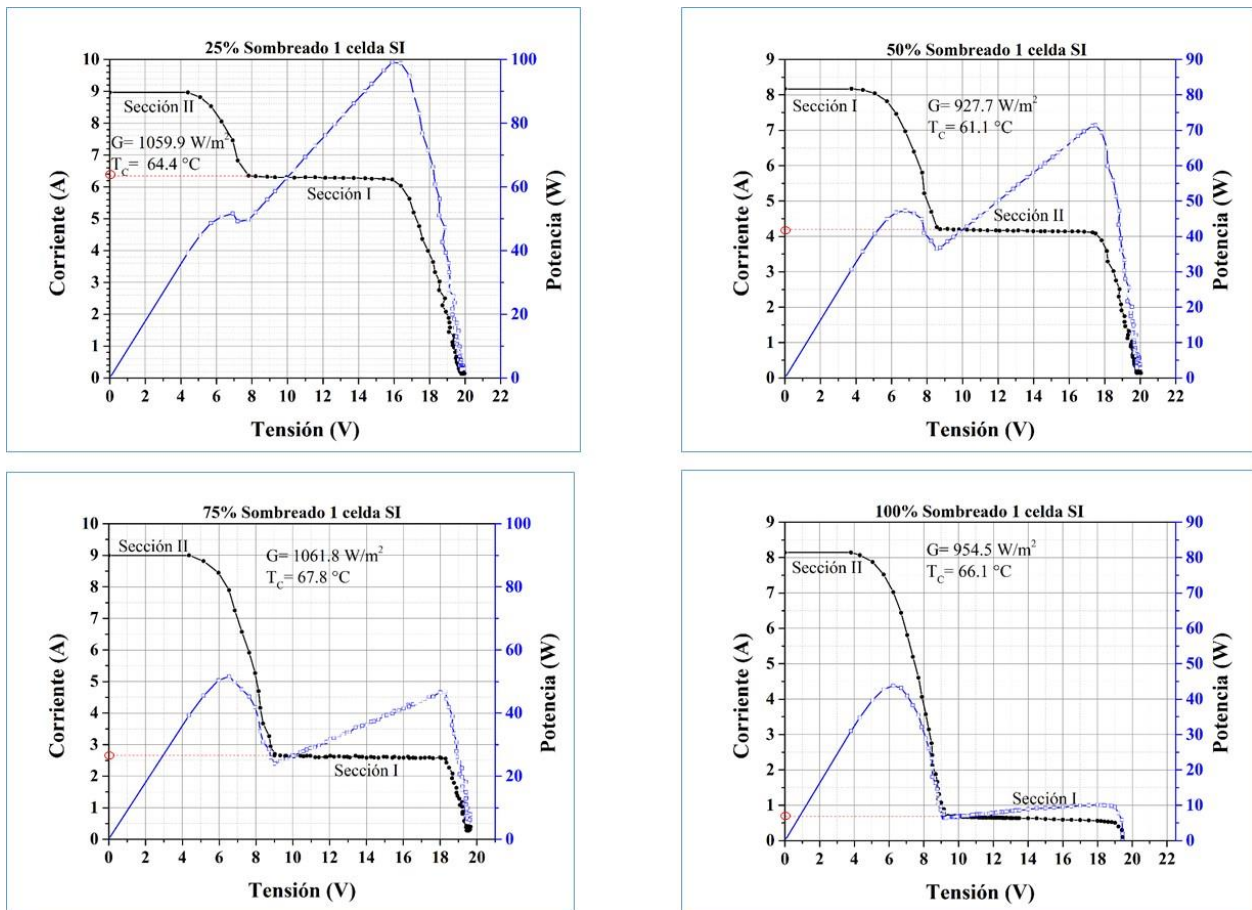 25% Sombreado 1 celda SI
Corriente (A)
10
9
8
7
6
5
4
3
2
1
0
Sección II
G= 1059.9 W/m²
T_C= 64.4 °C
Sección I
100
80
60
40
20
0
Potencia (W)
0 2 4 6 8 10 12 14 16 18 20 22
Tensión (V)
50% Sombreado 1 celda SI
Corriente (A)
9
8
7
6
5
4
3
2
1
0
Sección I
G= 927.7 W/m²
T_C= 61.1 °C
Sección II
90
80
70
60
50
40
30
20
10
0
Potencia (W)
0 2 4 6 8 10 12 14 16 18 20 22
Tensión (V)
75% Sombreado 1 celda SI
Corriente (A)
10
9
8
7
6
5
4
3
2
1
0
Sección II
G= 1061.8 W/m²
T_C= 67.8 °C
Sección I
100
80
60
40
20
0
Potencia (W)
0 2 4 6 8 10 12 14 16 18 20
Tensión (V)
100% Sombreado 1 celda SI
Corriente (A)
9
8
7
6
5
4
3
2
1
0
Sección II
G= 954.5 W/m²
T_C= 66.1 °C
Sección I
90
80
70
60
50
40
30
20
10
0
Potencia (W)
0 2 4 6 8 10 12 14 16 18 20 22
Tensión (V)